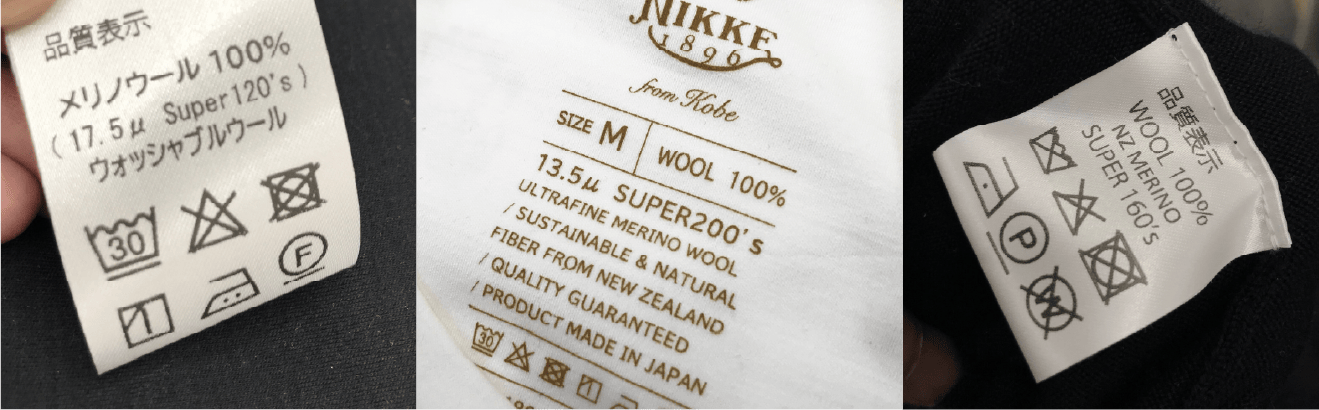 品質表示
メリノウール 100%
(17.5μ Super120's)
ウォッシャブルウール
30
F
NIKKE
1896
from Kobe
SIZE M
WOOL 100%
13.5μ SUPER200's
ULTRAFINE MERINO WOOL
/ SUSTAINABLE & NATURAL
FIBER FROM NEW ZEALAND
/ QUALITY GUARANTEED
/ PRODUCT MADE IN JAPAN
30
品質表示
WOOL 100%
NZ MERINO
SUPER 160's
P
W